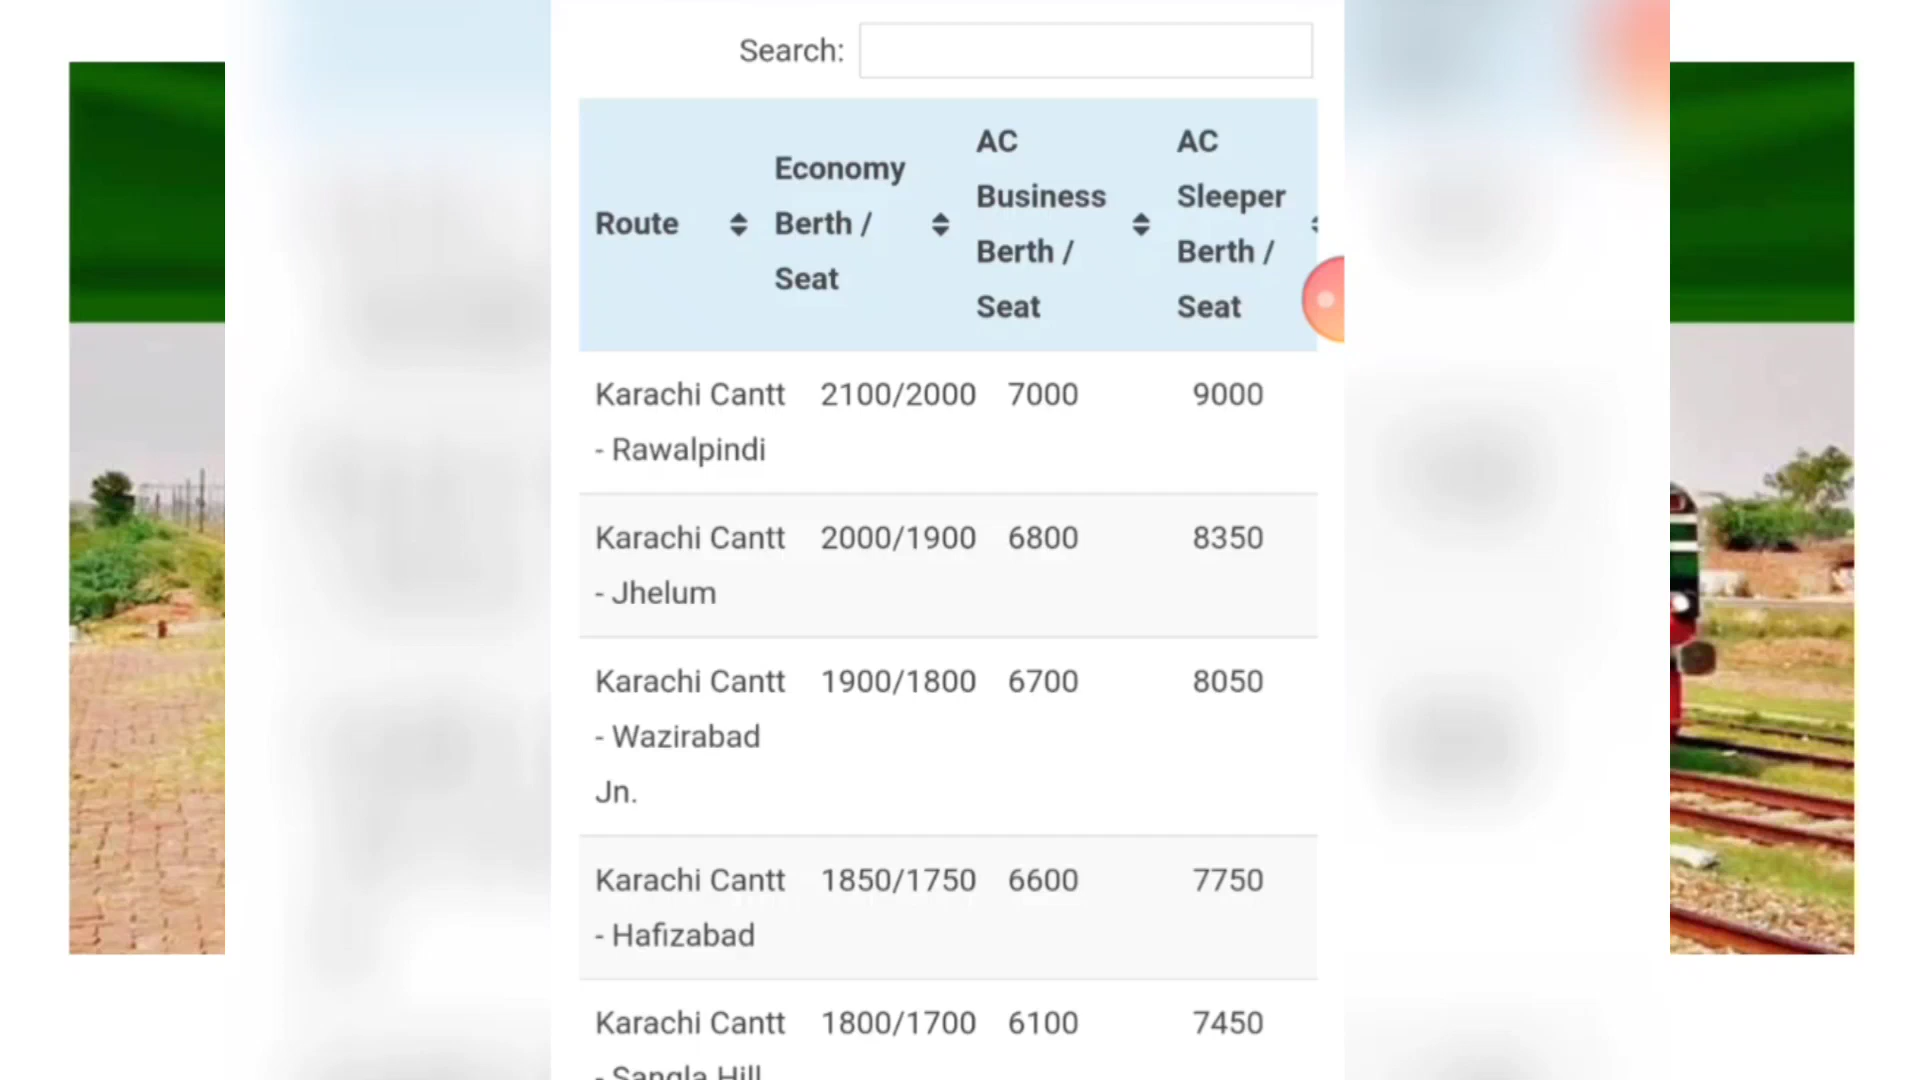 Search:
Route
Economy
Berth /
Seat
AC
Business
Berth /
Seat
AC
Sleeper
Berth /
Seat
Karachi Cantt 2100/2000 7000 9000
- Rawalpindi
Karachi Cantt 2000/1900 6800 8350
- Jhelum
Karachi Cantt 1900/1800 6700 8050
- Wazirabad
Jn.
Karachi Cantt 1850/1750 6600 7750
- Hafizabad
Karachi Cantt 1800/1700 6100 7450
- Sangla Hill